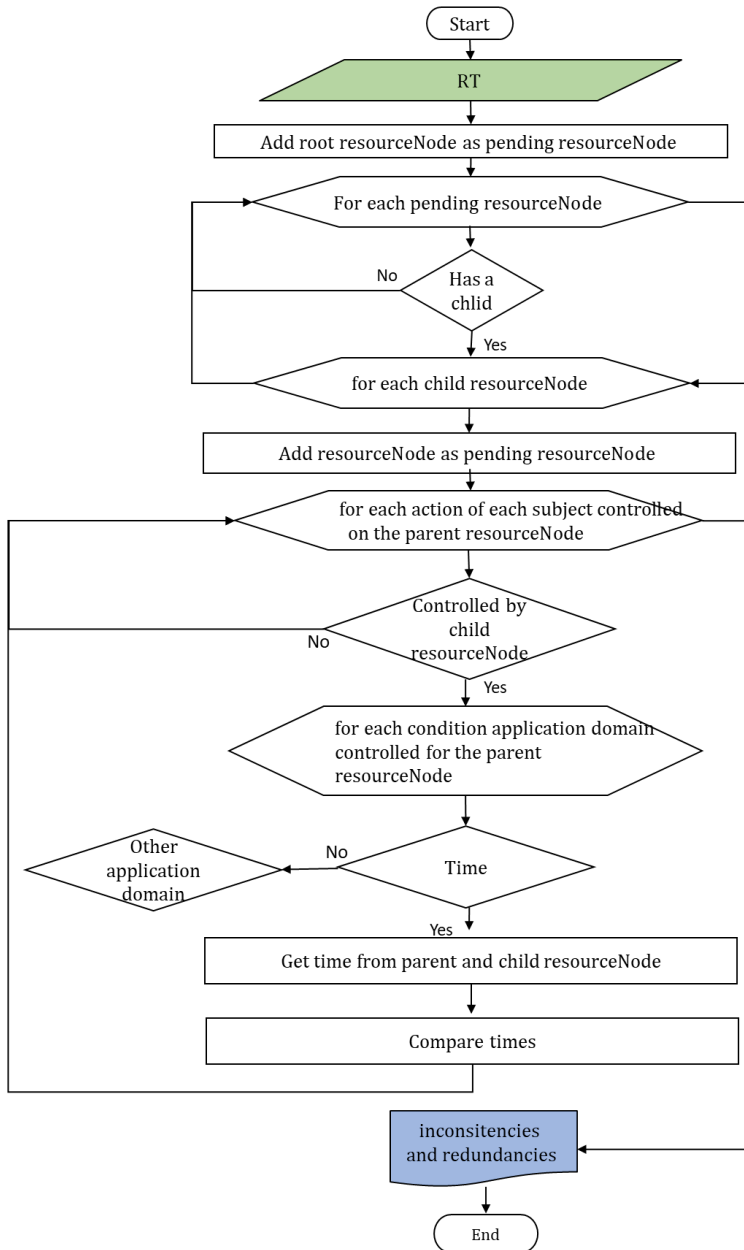 Start
RT
Add root resourceNode as pending resourceNode
For each pending resourceNode
No
Has a
chlid
Yes
for each child resourceNode
Add resourceNode as pending resourceNode
for each action of each subject controlled
on the parent resourceNode
Controlled by
child
resourceNode
No
Yes
for each condition application domain
controlled for the parent
resourceNode
Other
application
domain
No
Time
Yes
Get time from parent and child resourceNode
Compare times
inconsitencies
and redundancies
End